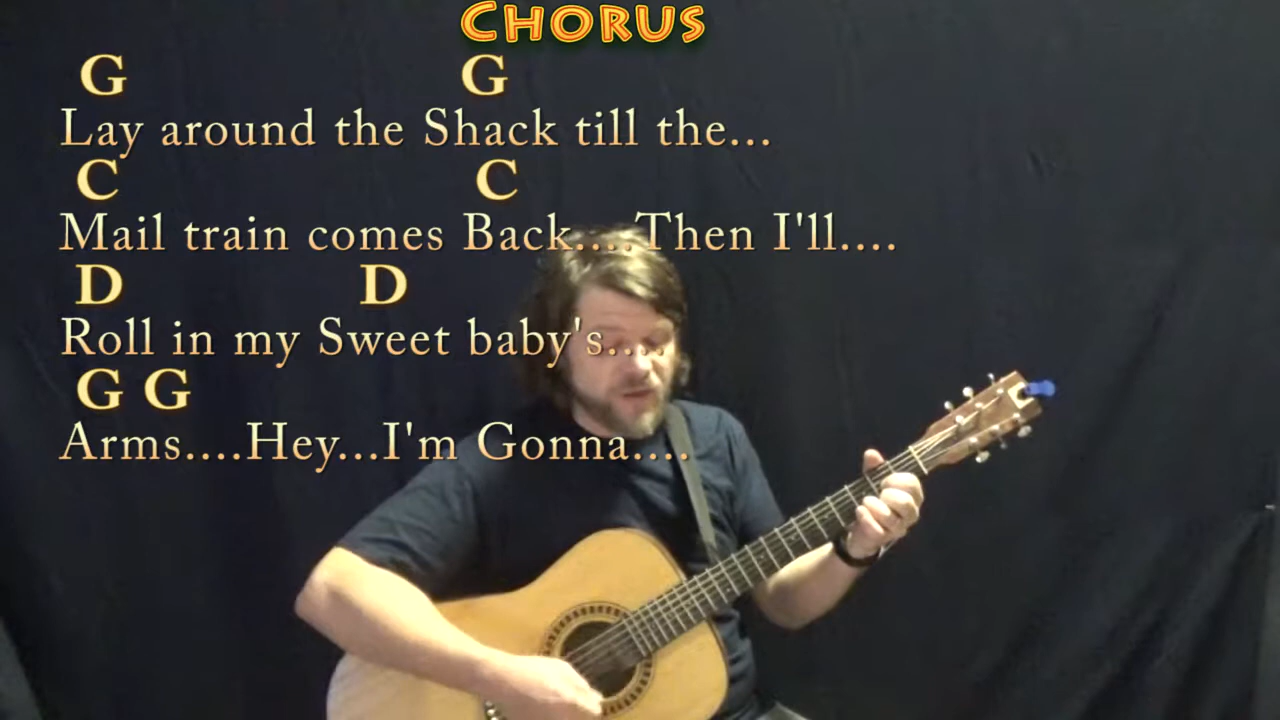 CHORUS
G G
Lay around the Shack till the...
C C
Mail train comes Back....Then I'll....
D D
Roll in my Sweet baby's....
G G
Arms....Hey...I'm Gonna....